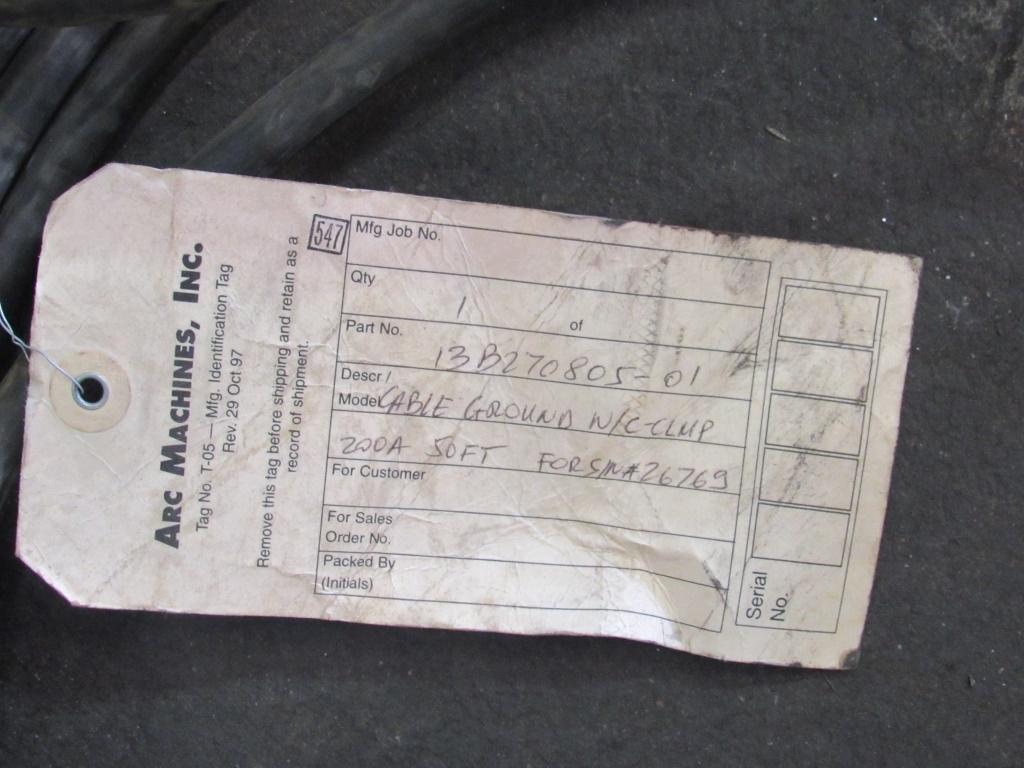 ARC MACHINES, INC.
Tag No. T-05 — Mfg. Identification Tag
Rev. 29 Oct 97
Remove this tag before shipping and retain as a
record of shipment.
547
Mfg Job No.
Qty
1 of
Part No.
13B270805-01
Descr /
Model CABLE GROUND W/C-CLMP
200A 50FT FOR S/N#26769
For Customer
For Sales
Order No.
Packed By
(Initials)
Serial
No.